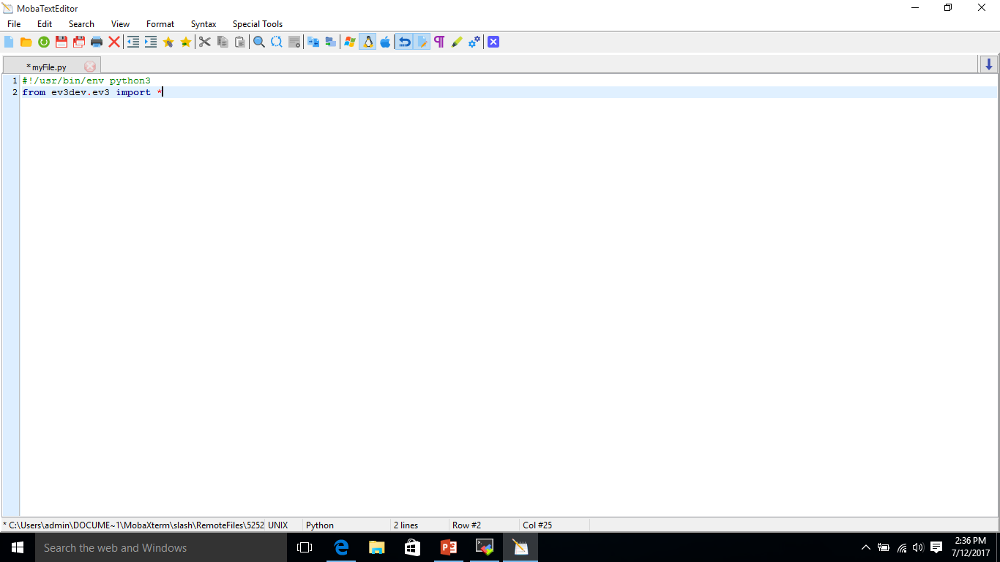 MobaTextEditor
File Edit Search View Format Syntax Special Tools
* myFile.py
1 #!/usr/bin/env python3
2 from ev3dev.ev3 import *
* C:\Users\admin\DOCUME~1\MobaXterm\slash\RemoteFiles\5252 UNIX Python 2 lines Row #2 Col #25
Search the web and Windows
2:36 PM
7/12/2017